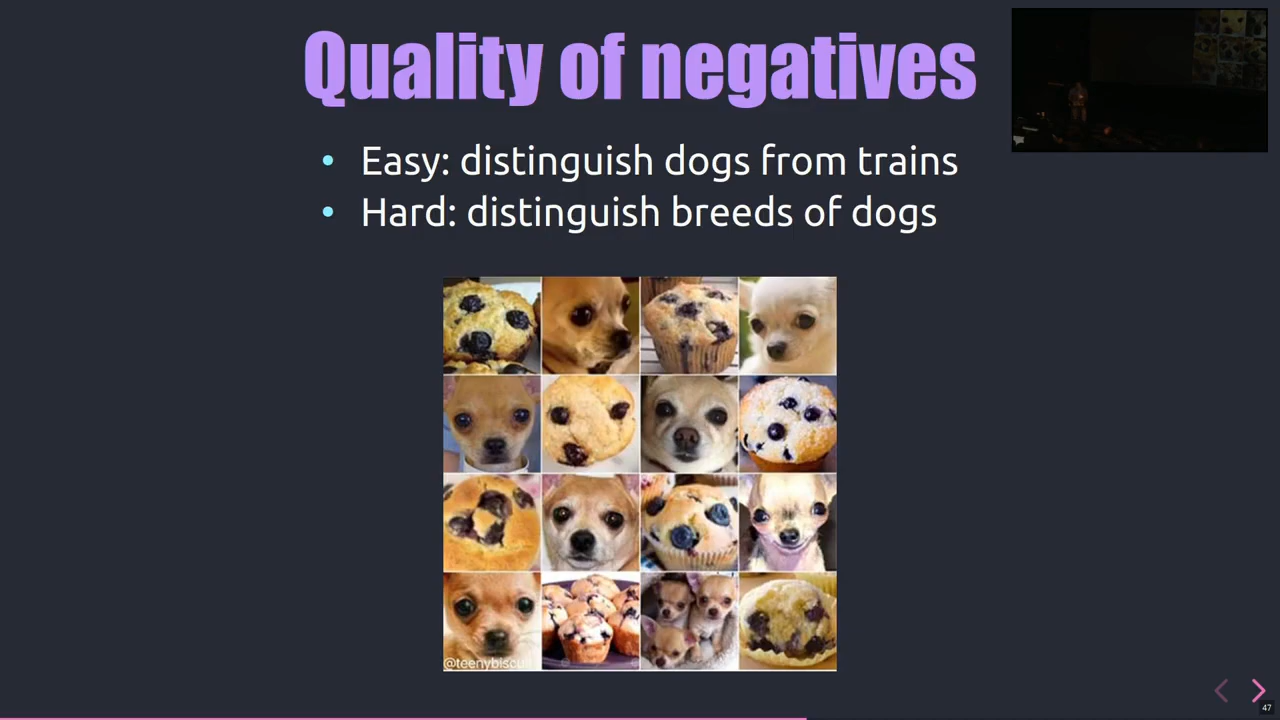 Quality of negatives
• Easy: distinguish dogs from trains
• Hard: distinguish breeds of dogs
@teenybiscuit
47